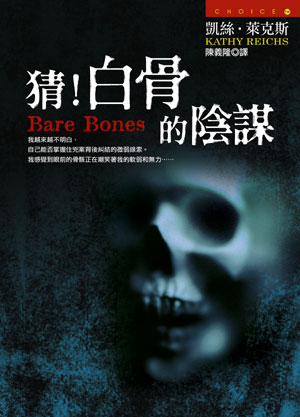 CHOICE
凱絲·萊克斯
KATHY REICHS
陳義隆◎譯
猜!白骨
Bare Bones
的陰謀
我越來越不明白,
自己能否掌握住兇案背後糾結的微弱線索。
我感覺到眼前的骨骸正在嘲笑著我的軟弱和無力……